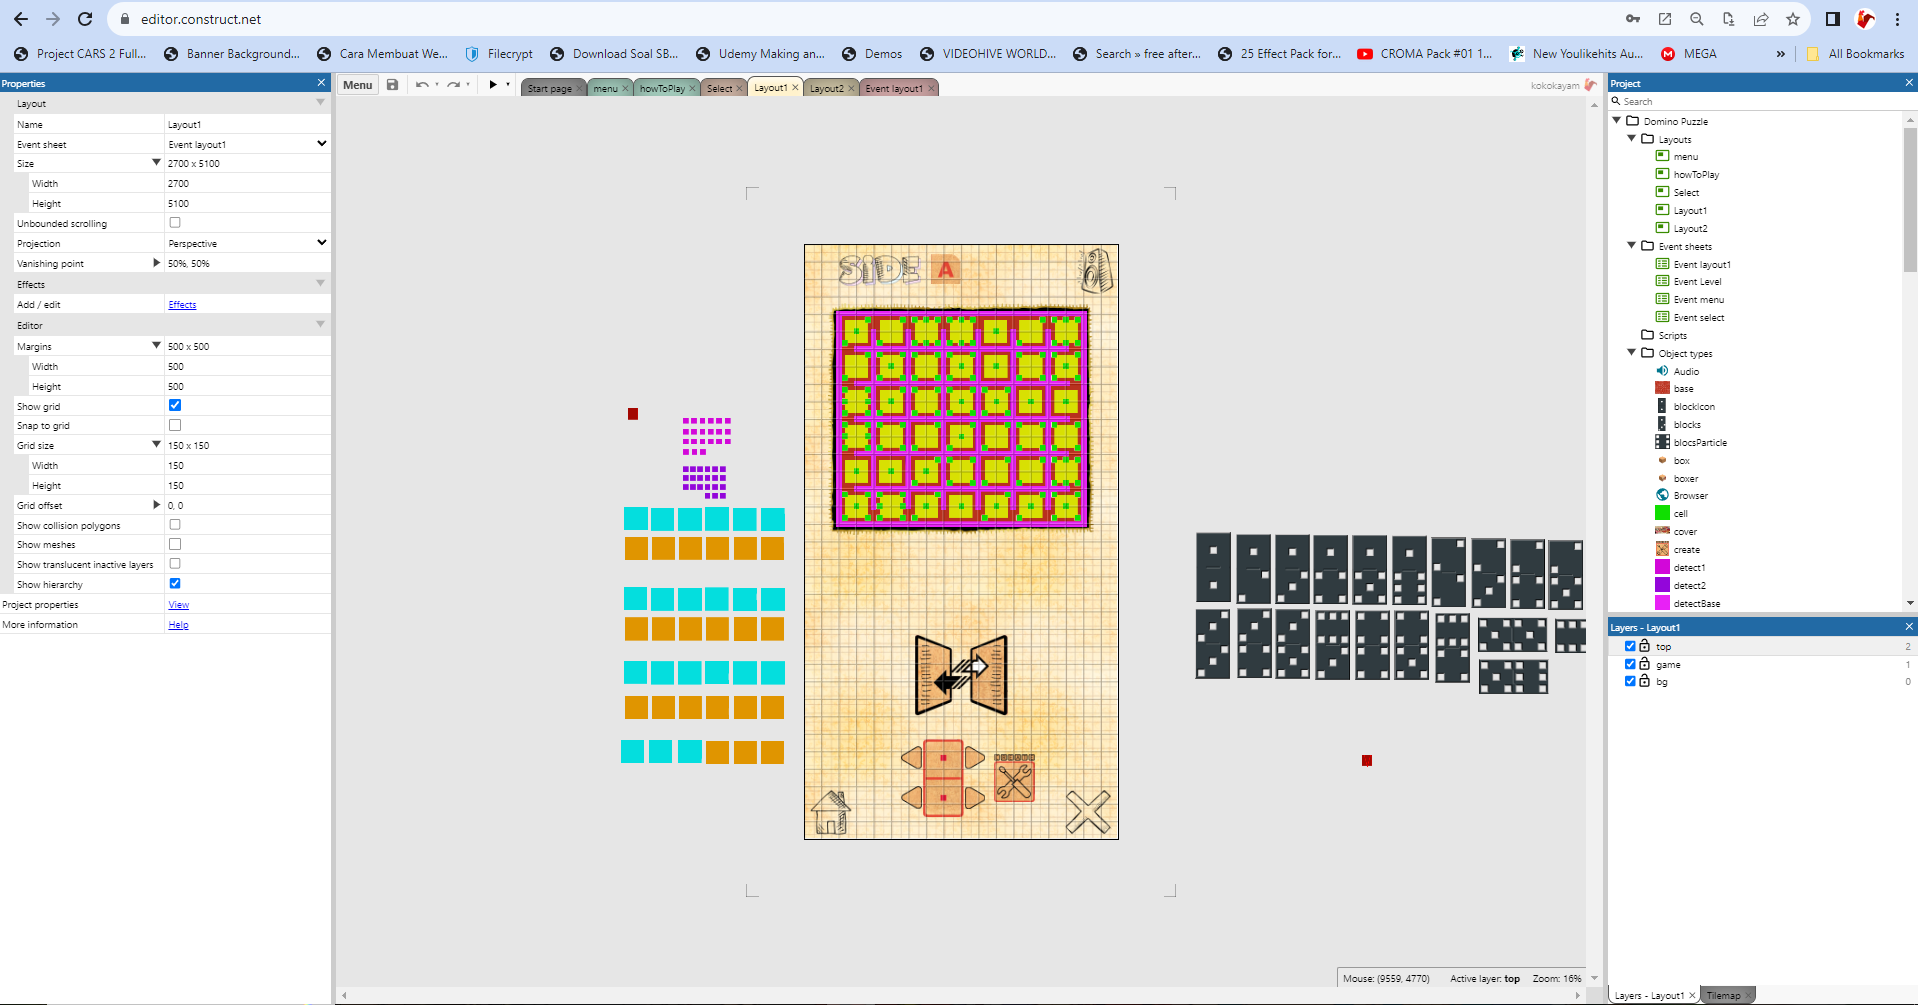 editor.construct.net
Project CARS 2 Full...
Banner Background...
Cara Membuat We...
Filecrypt
Download Soal SB...
Udemy Making an...
Demos
VIDEOHIVE WORLD...
Search » free after...
25 Effect Pack for...
CROMA Pack #01 1...
New Youlikehits Au...
MEGA
»
All Bookmarks
Properties
Layout
Name Layout1
Event sheet Event layout1
Size 2700 x 5100
Width 2700
Height 5100
Unbounded scrolling
Projection Perspective
Vanishing point 50%, 50%
Effects
Add / edit Effects
Editor
Margins 500 x 500
Width 500
Height 500
Show grid
Snap to grid
Grid size 150 x 150
Width 150
Height 150
Grid offset 0, 0
Show collision polygons
Show meshes
Show translucent inactive layers
Show hierarchy
Project properties View
More information Help
Menu
Start page
menu
howToPlay
Select
Layout1
Layout2
Event layout1
kokokayam
SIDE A
Mouse: (9559, 4770) Active layer: top Zoom: 16%
Project
Search
Domino Puzzle
Layouts
menu
howToPlay
Select
Layout1
Layout2
Event sheets
Event layout1
Event Level
Event menu
Event select
Scripts
Object types
Audio
base
blockIcon
blocks
blocsParticle
box
boxer
Browser
cell
cover
create
detect1
detect2
detectBase
Layers - Layout1
top 2
game 1
bg 0
Layers - Layout1
Tilemap